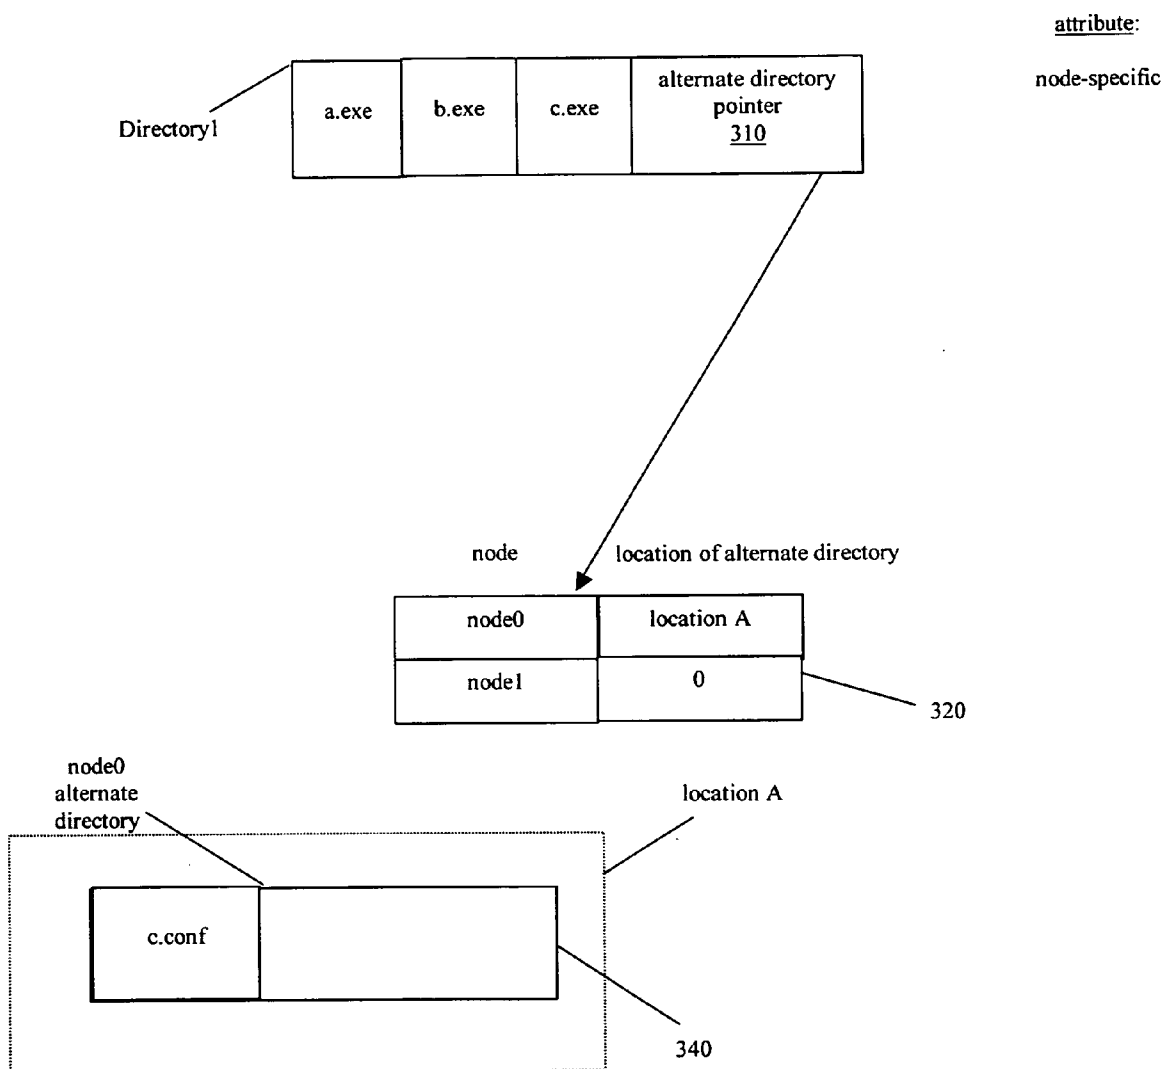 attribute:
node-specific
Directory1
a.exe
b.exe
c.exe
alternate directory
pointer
310
node
location of alternate directory
node0
location A
node1
0
320
node0
alternate
directory
location A
c.conf
340